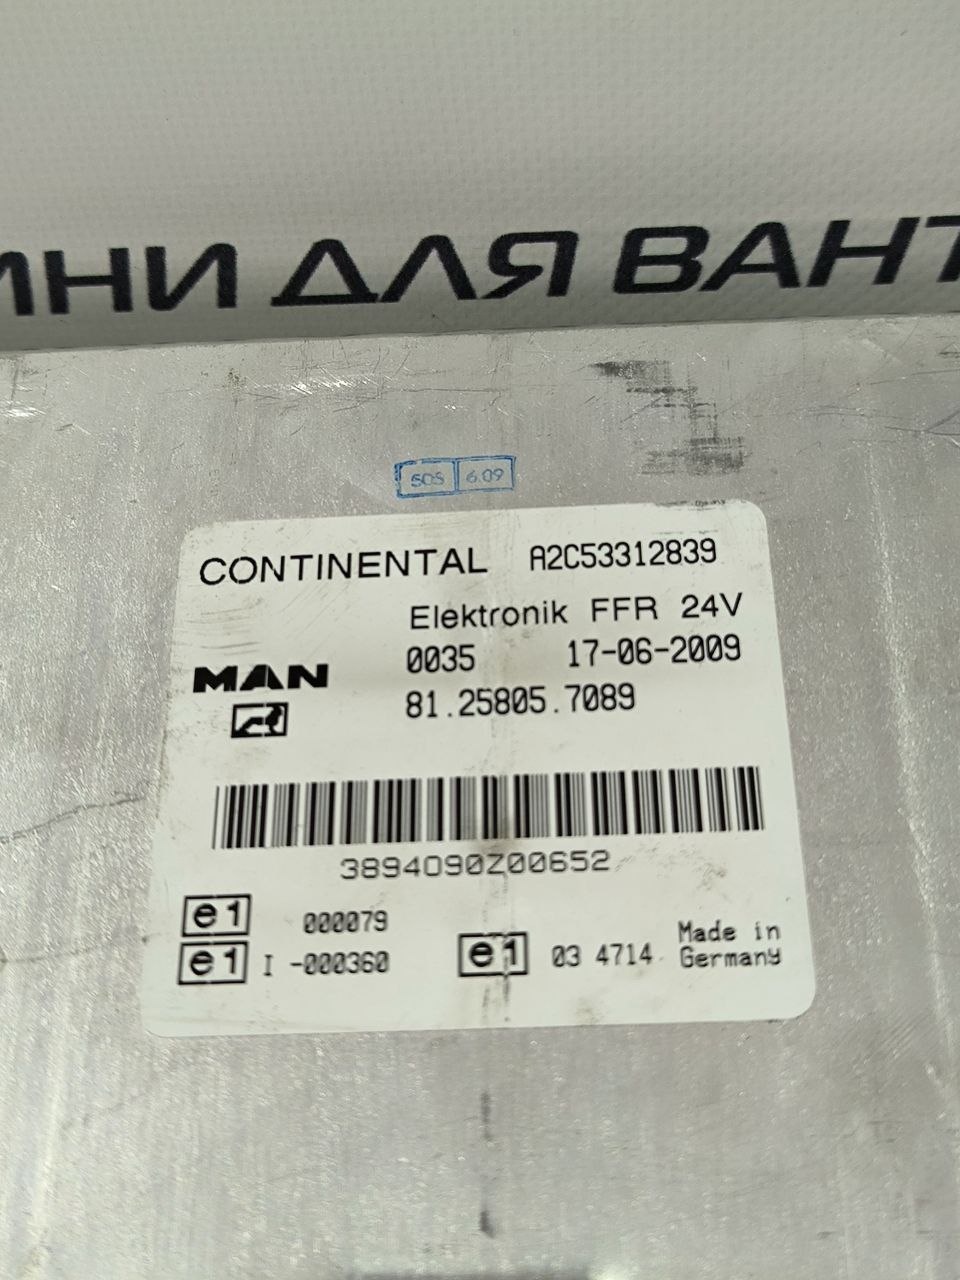 ИНИ ДЛЯ ВАНТ
SOS 6.09
CONTINENTAL A2C53312839
Elektronik FFR 24V
0035 17-06-2009
MAN
81.25805.7089
3894090Z00652
e1 000079
e1 I -000360
e1 03 4714
Made in
Germany